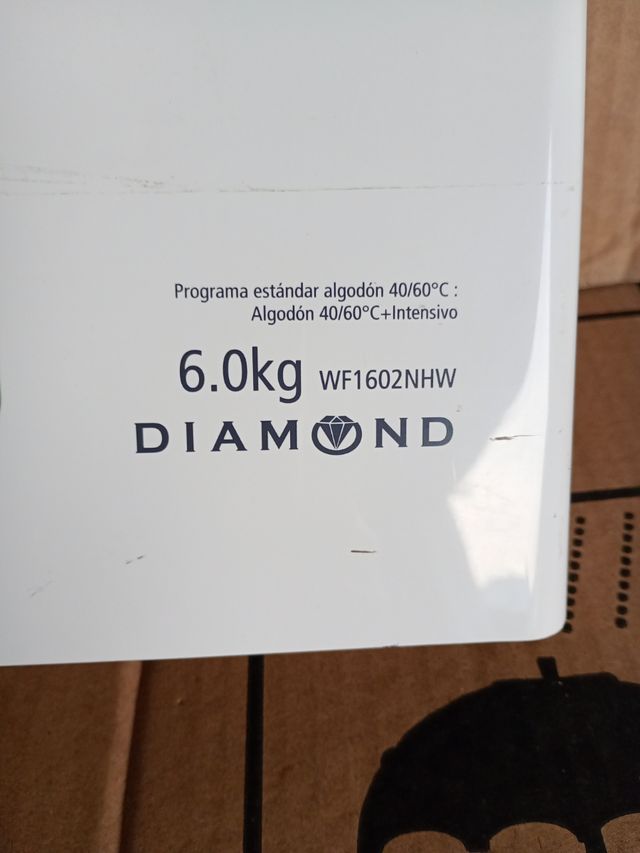 Programa estándar algodón 40/60°C :
Algodón 40/60°C+Intensivo
6.0kg WF1602NHW
DIAMOND